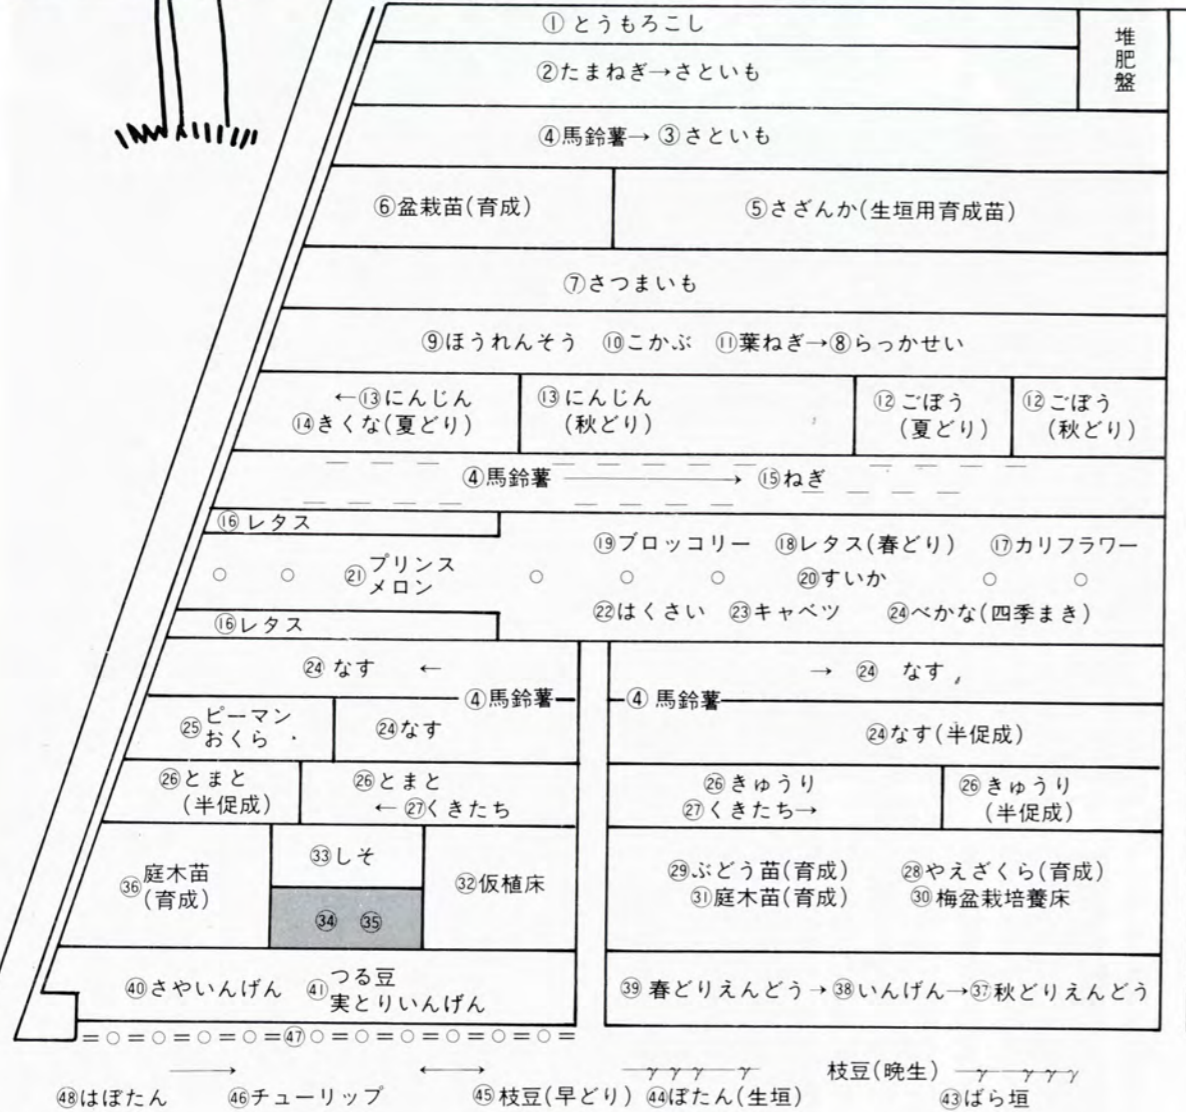 ①とうもろこし
堆肥盤
②たまねぎ→さといも
④馬鈴薯→③さといも
⑥盆栽苗(育成)
⑤さざんか(生垣用育成苗)
⑦さつまいも
⑨ほうれんそう ⑩こかぶ ⑪葉ねぎ→⑧らっかせい
←⑬にんじん
⑭きくな(夏どり)
⑬にんじん
(秋どり)
⑫ごぼう
(夏どり)
⑫ごぼう
(秋どり)
④馬鈴薯→⑮ねぎ
⑯レタス
㉑プリンス
メロン
⑯レタス
⑲ブロッコリー ⑱レタス(春どり) ⑰カリフラワー
⑳すいか
㉒はくさい ㉓キャベツ ㉔べかな(四季まき)
㉔なす ←
→ ㉔ なす
④馬鈴薯
④馬鈴薯
㉕ピーマン
おくら
㉔なす
㉔なす(半促成)
㉖とまと
(半促成)
㉖とまと
←㉗くきたち
㉖きゅうり
㉗くきたち→
㉖きゅうり
(半促成)
㊱庭木苗
(育成)
㉝しそ
㉞ ㉟
㉜仮植床
㉙ぶどう苗(育成) ㉘やえざくら(育成)
㉛庭木苗(育成) ㉚梅盆栽培養床
㊵さやいんげん ㊶つる豆
実とりいんげん
㊴春どりえんどう→㊳いんげん→㊲秋どりえんどう
㊼
枝豆(晩生)
㊽はぼたん ㊻チューリップ ㊺枝豆(早どり) ㊹ぼたん(生垣) ㊸ばら垣